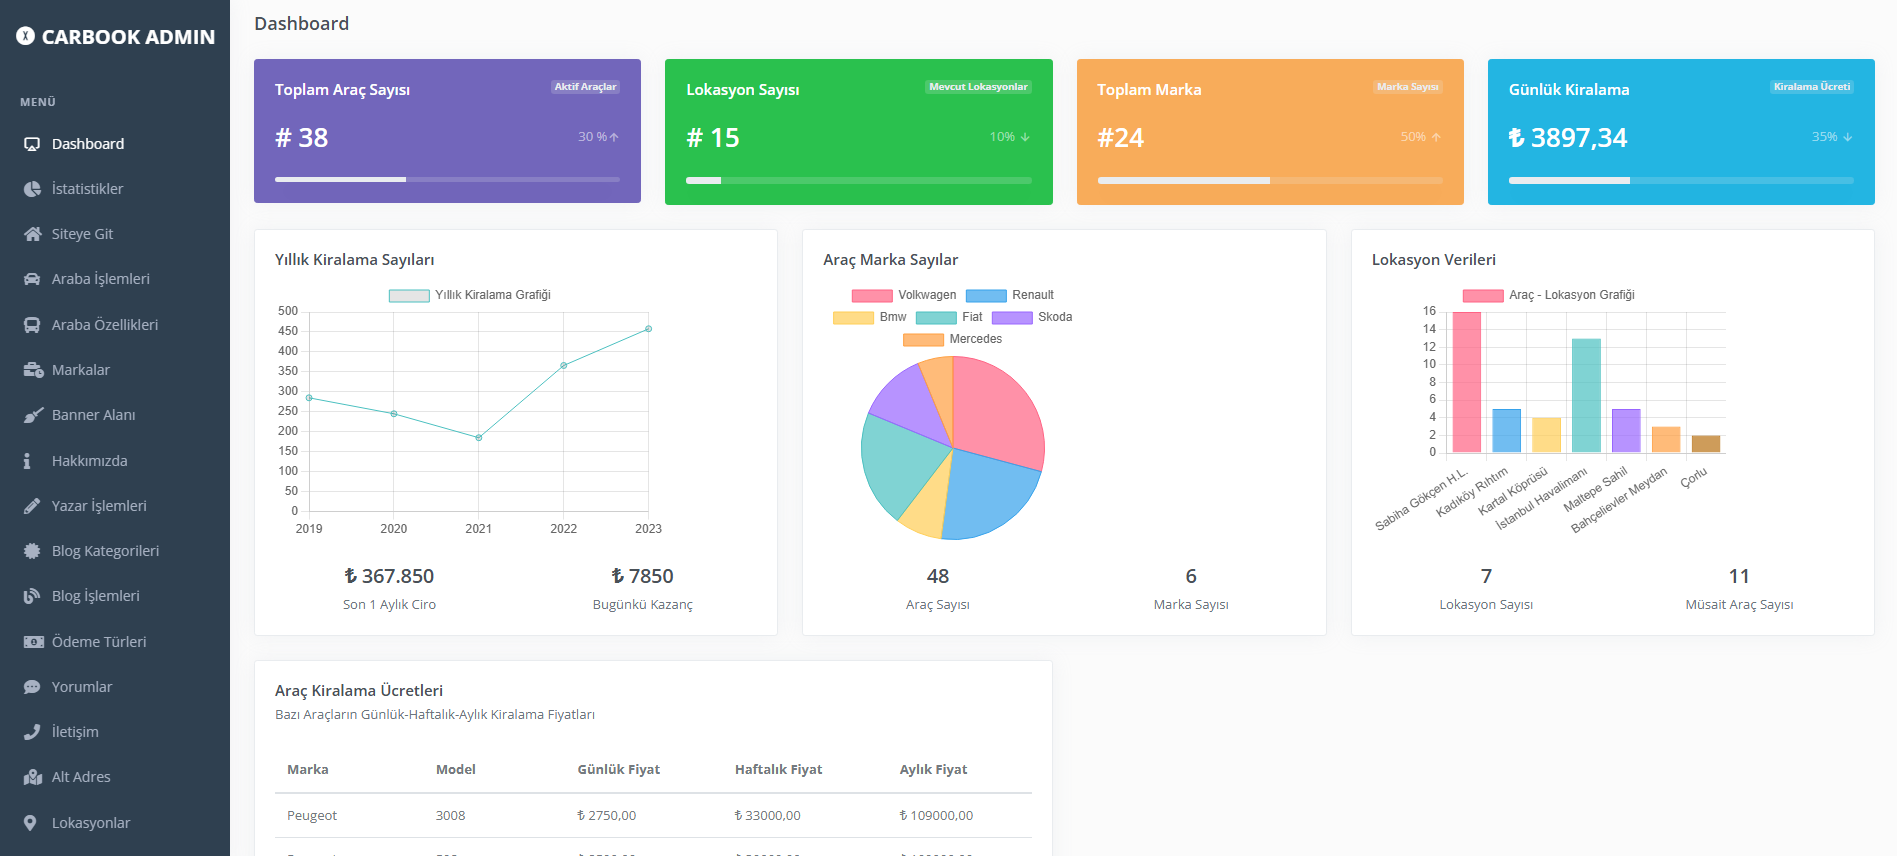 CARBOOK ADMIN
MENÜ
Dashboard
İstatistikler
Siteye Git
Araba İşlemleri
Araba Özellikleri
Markalar
Banner Alanı
Hakkımızda
Yazar İşlemleri
Blog Kategorileri
Blog İşlemleri
Ödeme Türleri
Yorumlar
İletişim
Alt Adres
Lokasyonlar
Dashboard
Toplam Araç Sayısı
Aktif Araçlar
# 38
30 %
Lokasyon Sayısı
Mevcut Lokasyonlar
# 15
10%
Toplam Marka
Marka Sayısı
#24
50%
Günlük Kiralama
Kiralama Ücreti
₺ 3897,34
35%
Yıllık Kiralama Sayıları
Yıllık Kiralama Grafiği
500
450
400
350
300
250
200
150
100
50
0
2019 2020 2021 2022 2023
₺ 367.850
Son 1 Aylık Ciro
₺ 7850
Bugünkü Kazanç
Araç Marka Sayılar
Volkwagen Renault
Bmw Fiat Skoda
Mercedes
48
Araç Sayısı
6
Marka Sayısı
Lokasyon Verileri
Araç - Lokasyon Grafiği
16
14
12
10
8
6
4
2
0
Sabiha Gökçen H.L.
Kadıköy Rıhtım
Kartal Köprüsü
İstanbul Havalimanı
Maltepe Sahil
Bahçelievler Meydan
Çorlu
7
Lokasyon Sayısı
11
Müsait Araç Sayısı
Araç Kiralama Ücretleri
Bazı Araçların Günlük-Haftalık-Aylık Kiralama Fiyatları
Marka Model Günlük Fiyat Haftalık Fiyat Aylık Fiyat
Peugeot 3008 ₺ 2750,00 ₺ 33000,00 ₺ 109000,00